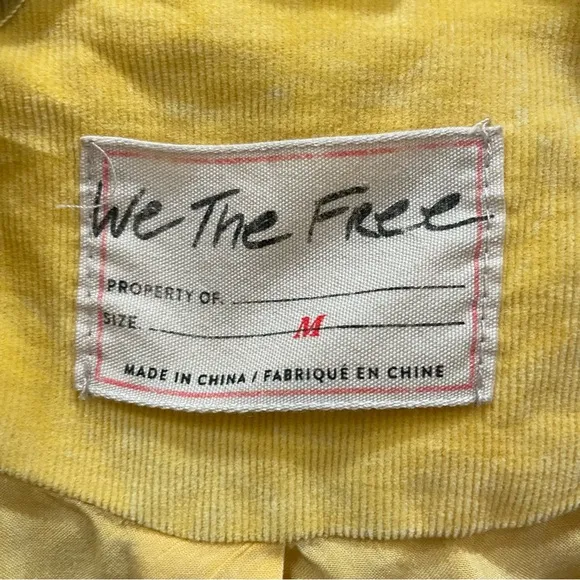 We The Free
PROPERTY OF.
SIZE. M
MADE IN CHINA / FABRIQUÉ EN CHINE